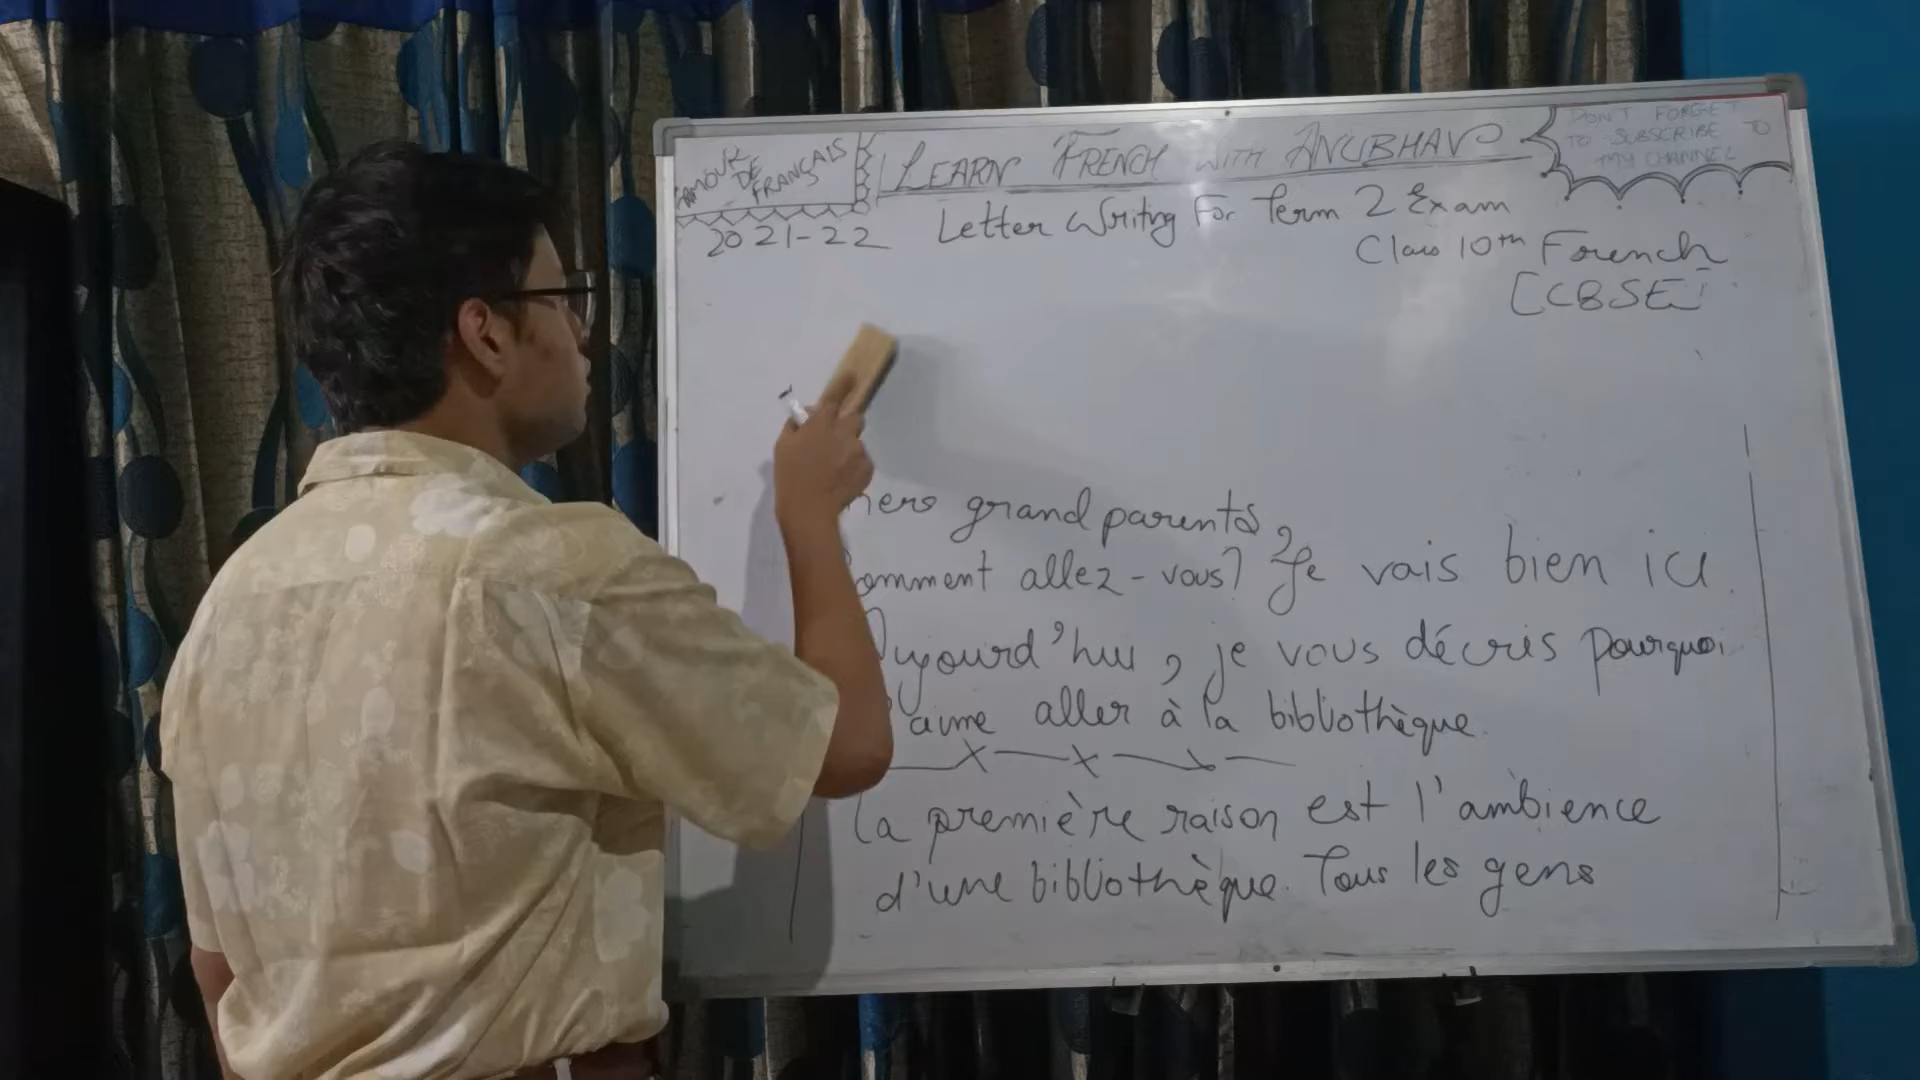 AMOUR
DE
FRANÇAIS
LEARN FRENCH WITH ANUBHAV
DON'T FORGET
TO SUBSCRIBE TO
MY CHANNEL
2021-22
Letter Writing For Term 2 Exam
Class 10th French
[CBSE]
hers grand parents,
omment allez-vous? Je vais bien ici.
Aujourd'hui, je vous décris pourquoi
'aime aller à la bibliothèque.
La première raison est l'ambience
d'une bibliothèque. Tous les gens